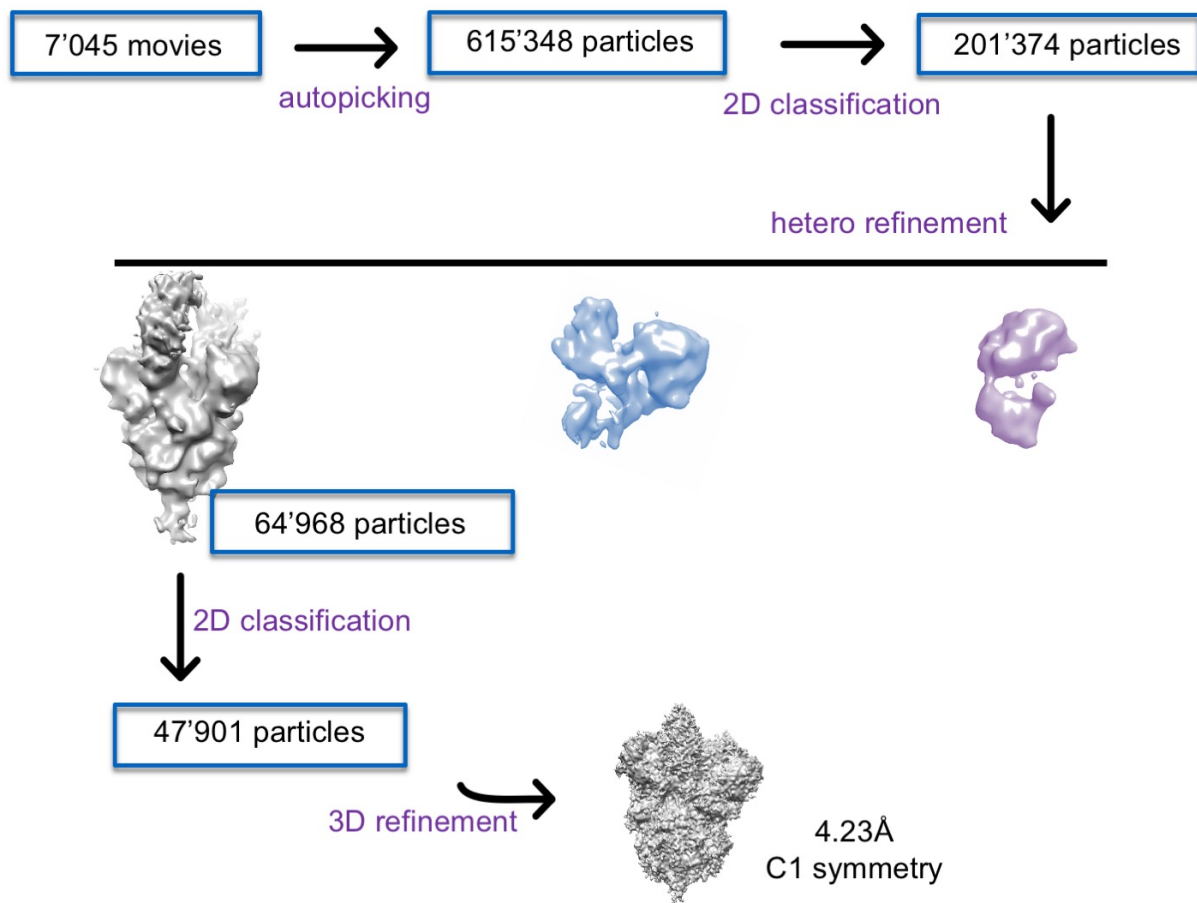 7’045 movies
autopicking
615’348 particles
2D classification
201’374 particles
hetero refinement
64’968 particles
2D classification
47’901 particles
3D refinement
4.23Å
C1 symmetry